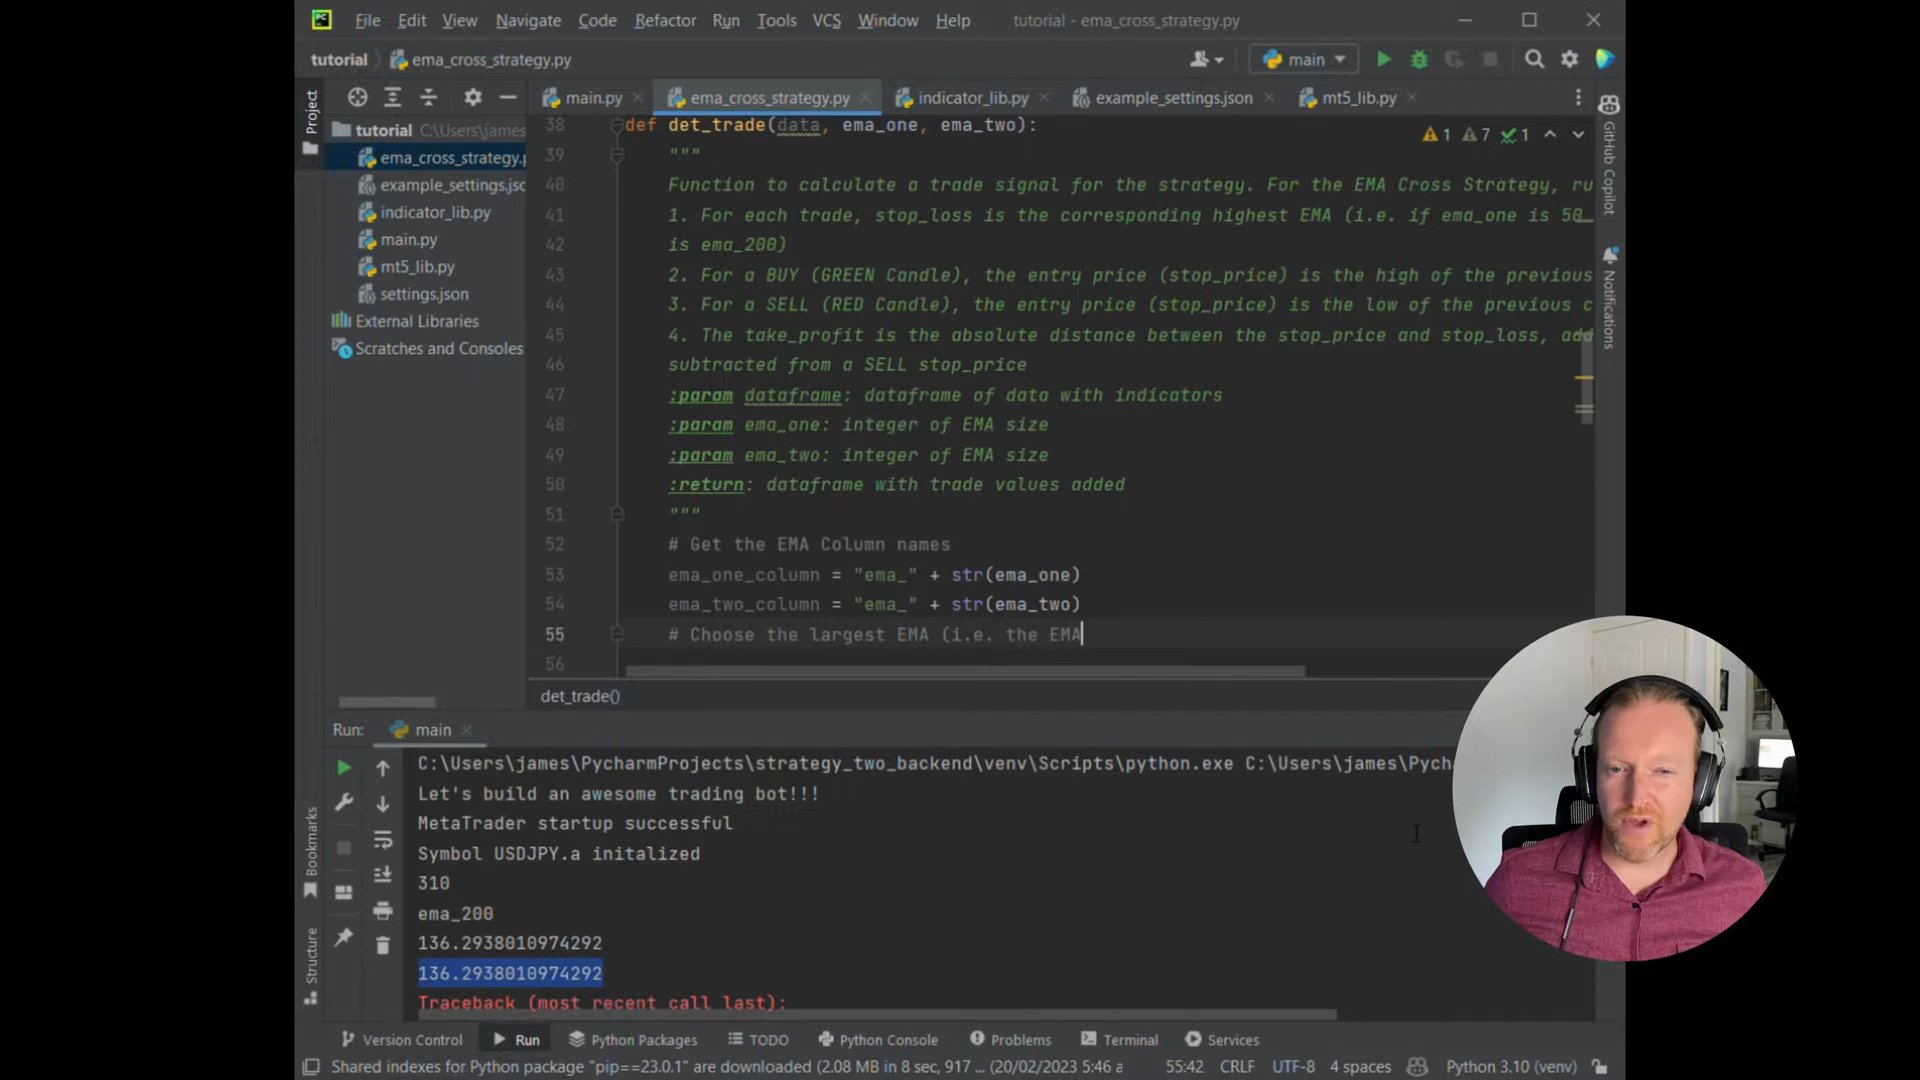 File Edit View Navigate Code Refactor Run Tools VCS Window Help tutorial - ema_cross_strategy.py
tutorial ema_cross_strategy.py main
Project
main.py ema_cross_strategy.py indicator_lib.py example_settings.json mt5_lib.py
tutorial C:\Users\james
ema_cross_strategy.p
example_settings.jsc
indicator_lib.py
main.py
mt5_lib.py
settings.json
External Libraries
Scratches and Consoles
1 7 1
38 def det_trade(data, ema_one, ema_two):
39 """
40 Function to calculate a trade signal for the strategy. For the EMA Cross Strategy, ru
41 1. For each trade, stop_loss is the corresponding highest EMA (i.e. if ema_one is 50
42 is ema_200)
43 2. For a BUY (GREEN Candle), the entry price (stop_price) is the high of the previous
44 3. For a SELL (RED Candle), the entry price (stop_price) is the low of the previous c
45 4. The take_profit is the absolute distance between the stop_price and stop_loss, add
46 subtracted from a SELL stop_price
47 :param dataframe: dataframe of data with indicators
48 :param ema_one: integer of EMA size
49 :param ema_two: integer of EMA size
50 :return: dataframe with trade values added
51 """
52 # Get the EMA Column names
53 ema_one_column = "ema_" + str(ema_one)
54 ema_two_column = "ema_" + str(ema_two)
55 # Choose the largest EMA (i.e. the EMA
56
det_trade()
GitHub Copilot
Notifications
Run: main
C:\Users\james\PycharmProjects\strategy_two_backend\venv\Scripts\python.exe C:\Users\james\Pycha
Let's build an awesome trading bot!!!
MetaTrader startup successful
Symbol USDJPY.a initalized
310
ema_200
136.2938010974292
136.2938010974292
Traceback (most recent call last):
Bookmarks
Structure
Version Control Run Python Packages TODO Python Console Problems Terminal Services
Shared indexes for Python package "pip==23.0.1" are downloaded (2.08 MB in 8 sec, 917 ... (20/02/2023 5:46 a 55:42 CRLF UTF-8 4 spaces Python 3.10 (venv)